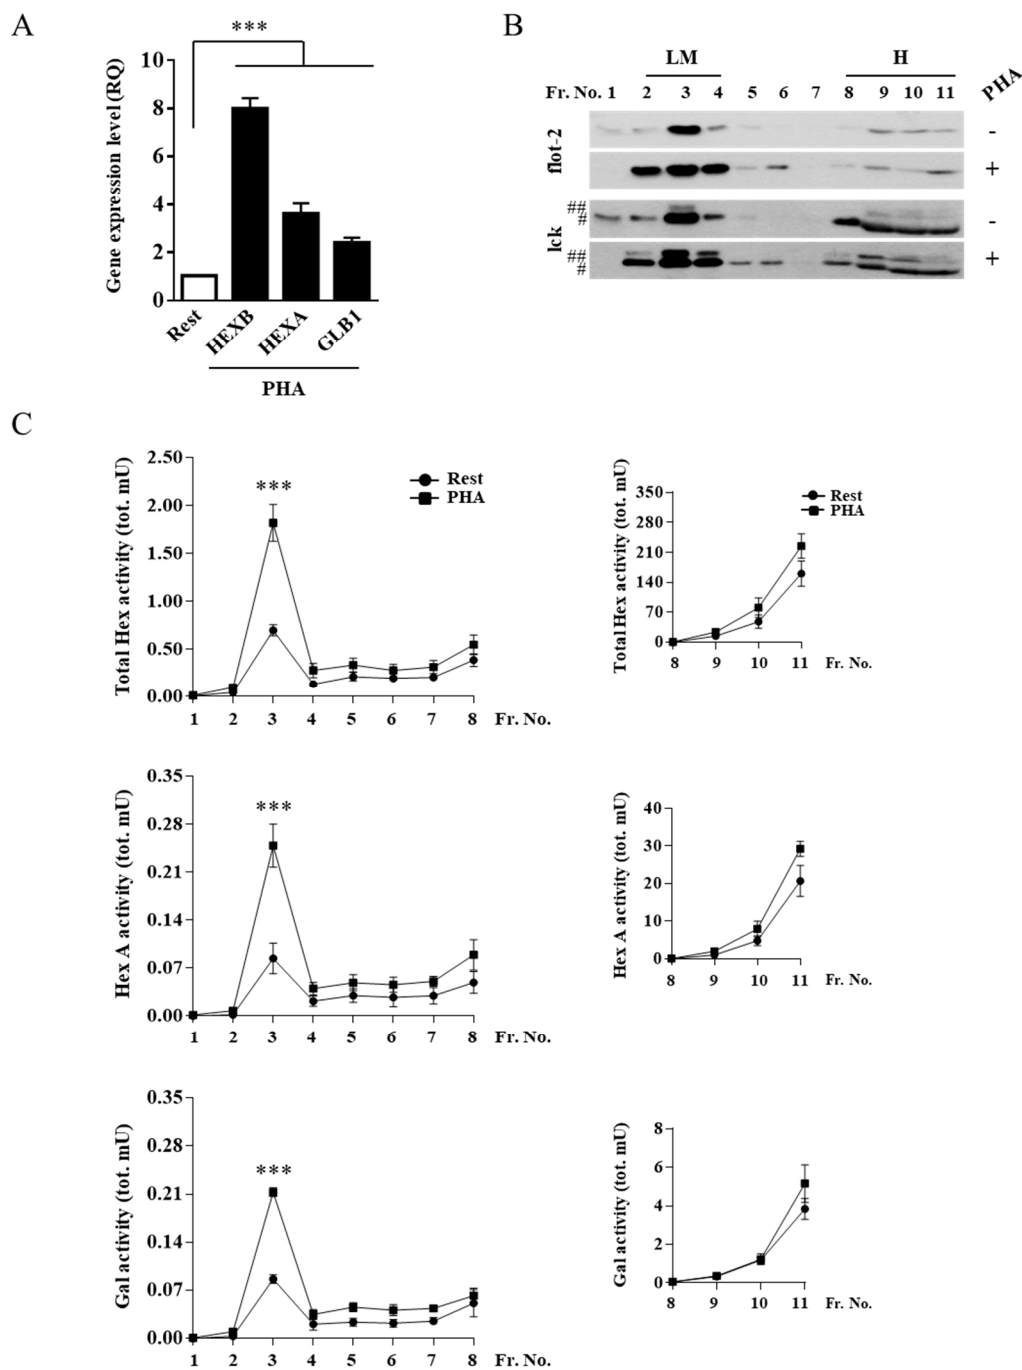 A
***
Gene expression level (RQ)
10
8
6
4
2
0
Rest
HEXB
HEXA
GLB1
PHA
B
LM
H
PHA
Fr. No. 1 2 3 4 5 6 7 8 9 10 11
flot-2
-
+
lck
##
#
-
##
#
+
C
Total Hex activity (tot. mU)
2.50
2.00
1.50
1.00
0.50
0.00
***
Rest
PHA
1 2 3 4 5 6 7 8 Fr. No.
Total Hex activity (tot. mU)
350
280
210
140
70
0
Rest
PHA
8 9 10 11 Fr. No.
Hex A activity (tot. mU)
0.35
0.28
0.21
0.14
0.07
0.00
***
1 2 3 4 5 6 7 8 Fr. No.
Hex A activity (tot. mU)
40
30
20
10
0
8 9 10 11 Fr. No.
Gal activity (tot. mU)
0.35
0.28
0.21
0.14
0.07
0.00
***
1 2 3 4 5 6 7 8 Fr. No.
Gal activity (tot. mU)
8
6
4
2
0
8 9 10 11 Fr. No.